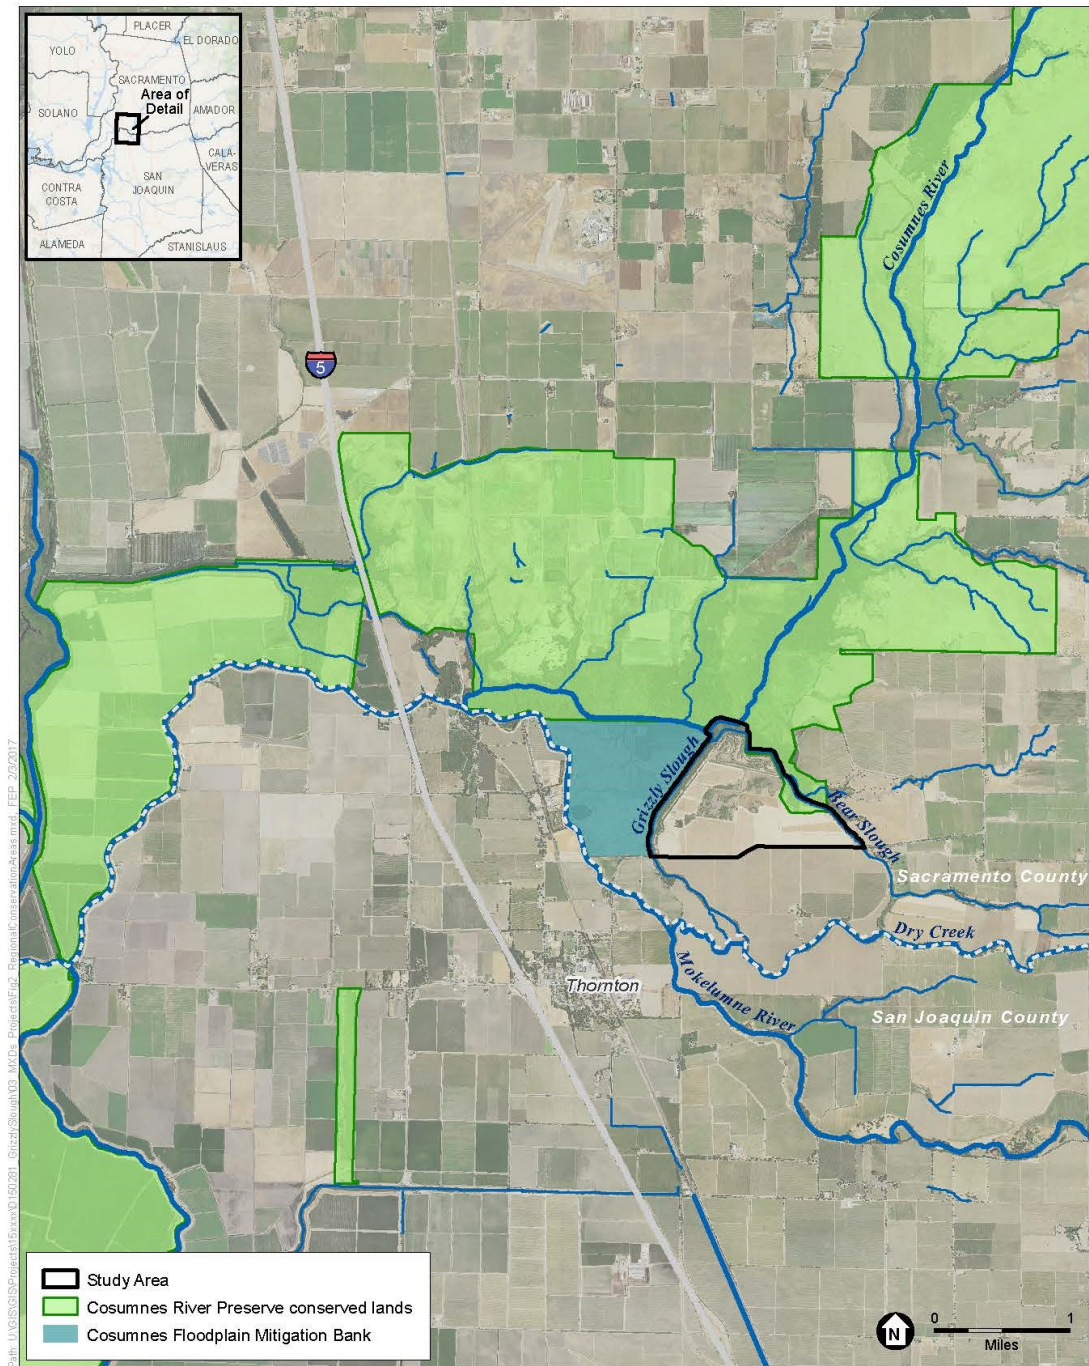 PLACER
YOLO
EL DORADO
SACRAMENTO
Area of
Detail
SOLANO
AMADOR
CALA-
VERAS
SAN
JOAQUIN
CONTRA
COSTA
ALAMEDA
STANISLAUS
Cosumnes River
5
Grizzly Slough
Bear Slough
Sacramento County
Dry Creek
Thornton
Mokelumne River
San Joaquin County
Study Area
Cosumnes River Preserve conserved lands
Cosumnes Floodplain Mitigation Bank
N
0 1
Miles